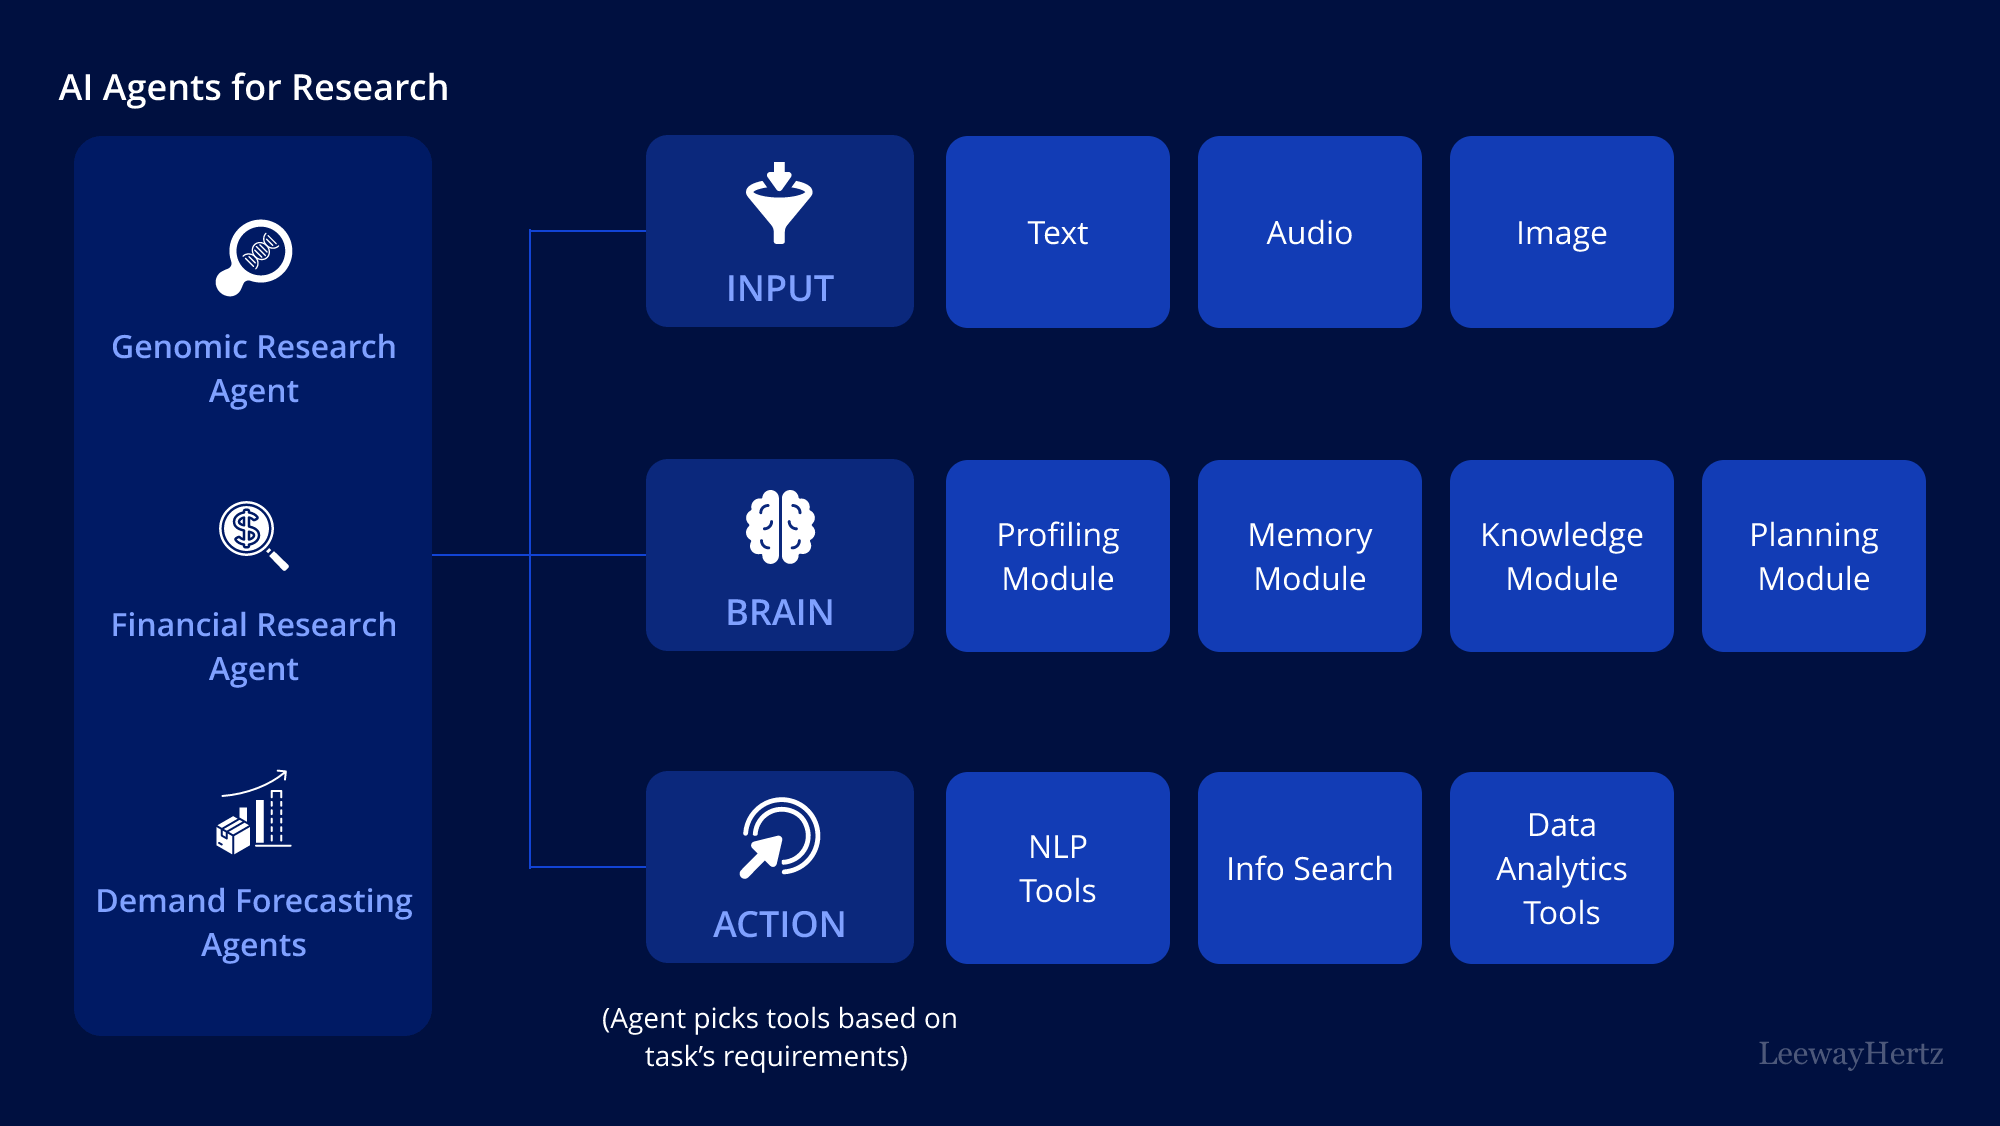 AI Agents for Research
Genomic Research
Agent
Financial Research
Agent
Demand Forecasting
Agents
INPUT
Text
Audio
Image
BRAIN
Profiling
Module
Memory
Module
Knowledge
Module
Planning
Module
ACTION
NLP
Tools
Info Search
Data
Analytics
Tools
(Agent picks tools based on
task’s requirements)
LeewayHertz